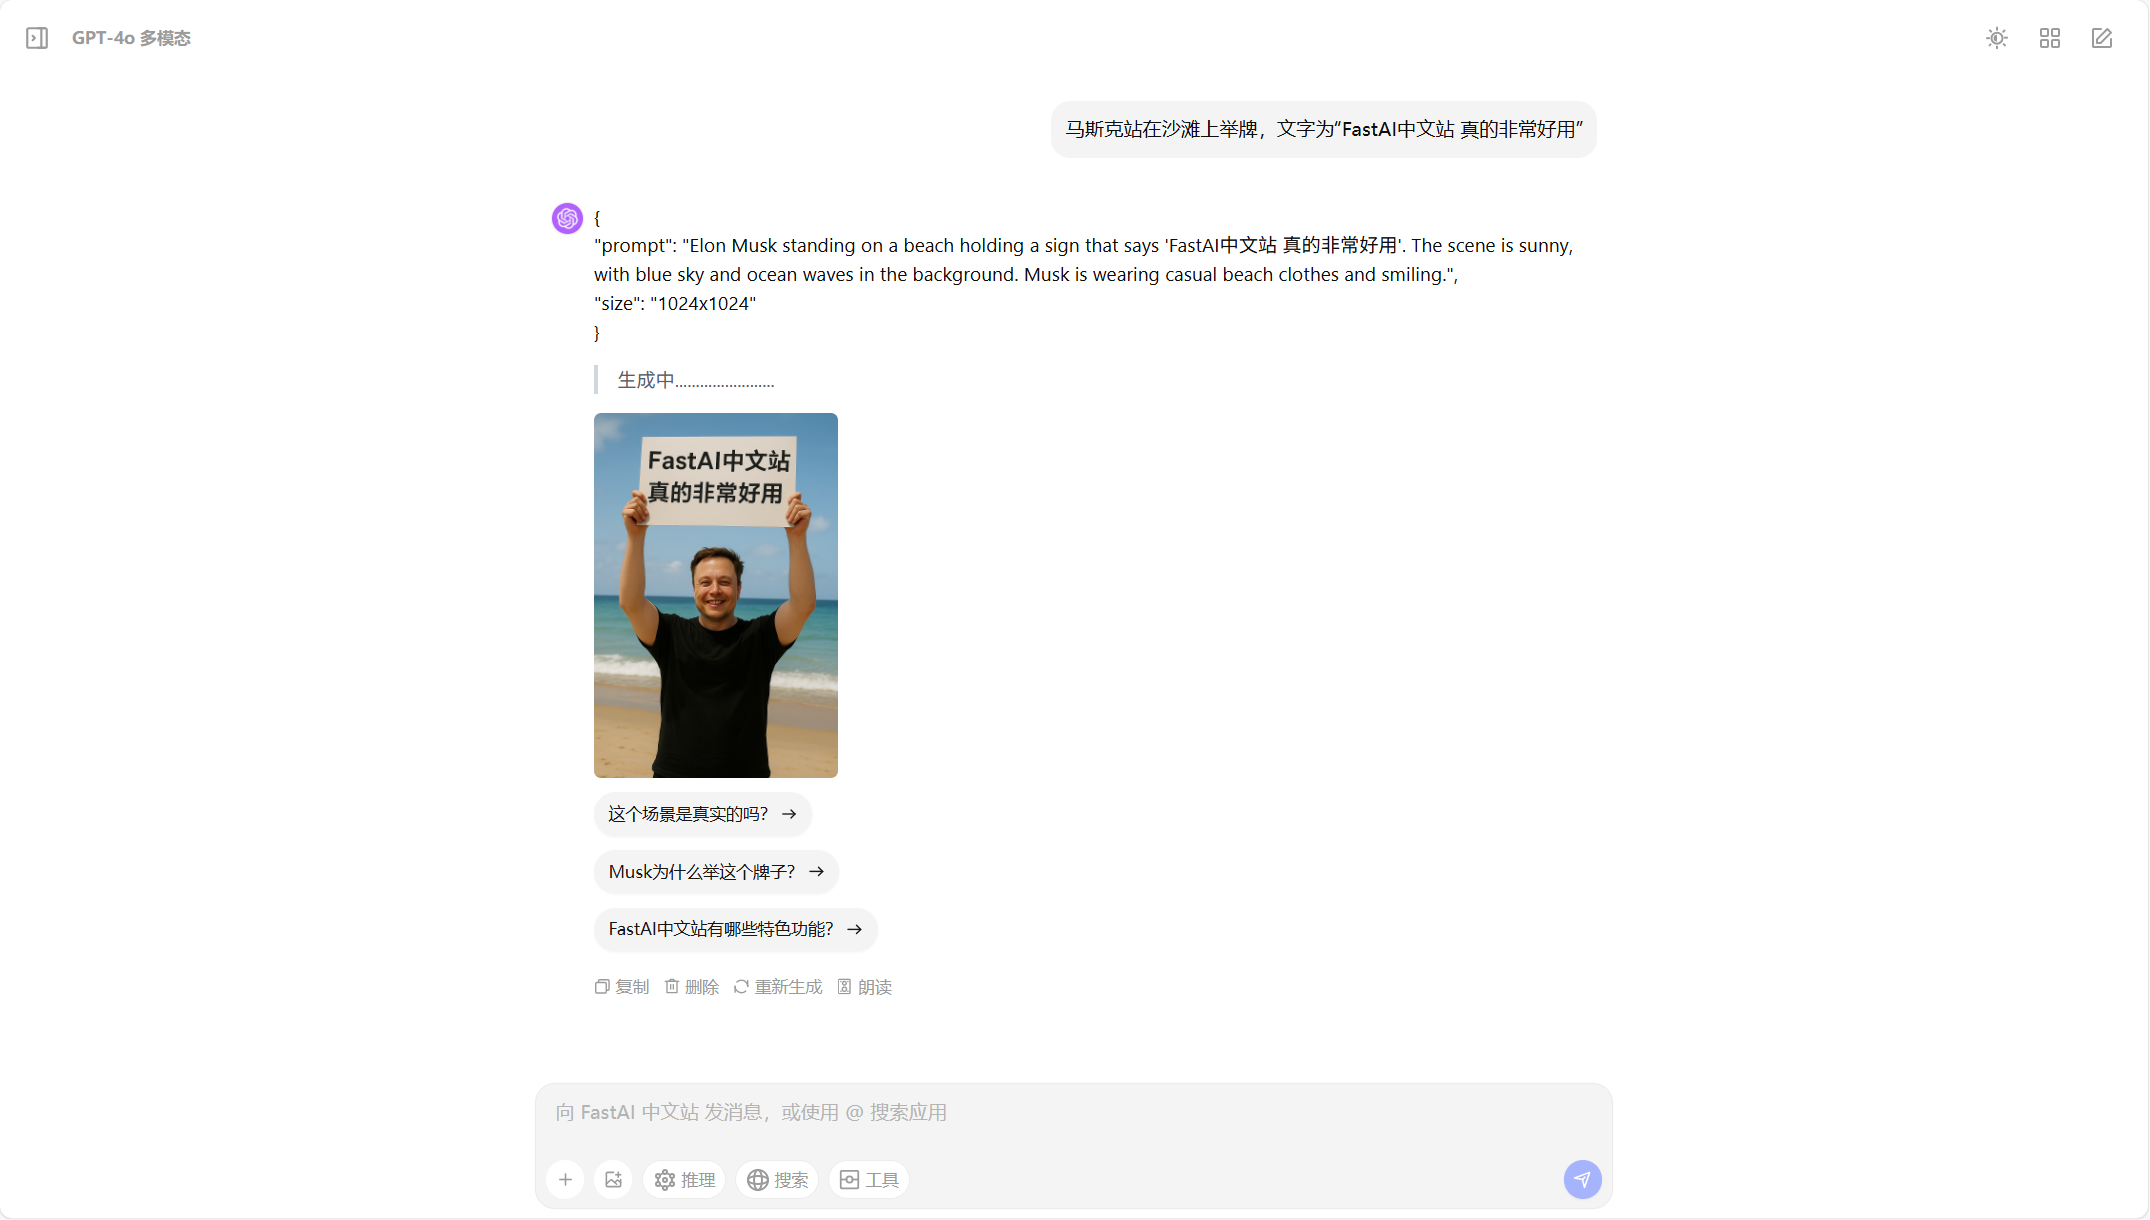 GPT-4o 多模态
马斯克站在沙滩上举牌，文字为“FastAI中文站 真的非常好用”
{
"prompt": "Elon Musk standing on a beach holding a sign that says 'FastAI中文站 真的非常好用'. The scene is sunny,
with blue sky and ocean waves in the background. Musk is wearing casual beach clothes and smiling.",
"size": "1024x1024"
}
生成中........................
FastAI中文站
真的非常好用
这个场景是真实的吗？ →
Musk为什么举这个牌子？ →
FastAI中文站有哪些特色功能？ →
复制 删除 重新生成 朗读
向 FastAI 中文站 发消息，或使用 @ 搜索应用
推理 搜索 工具